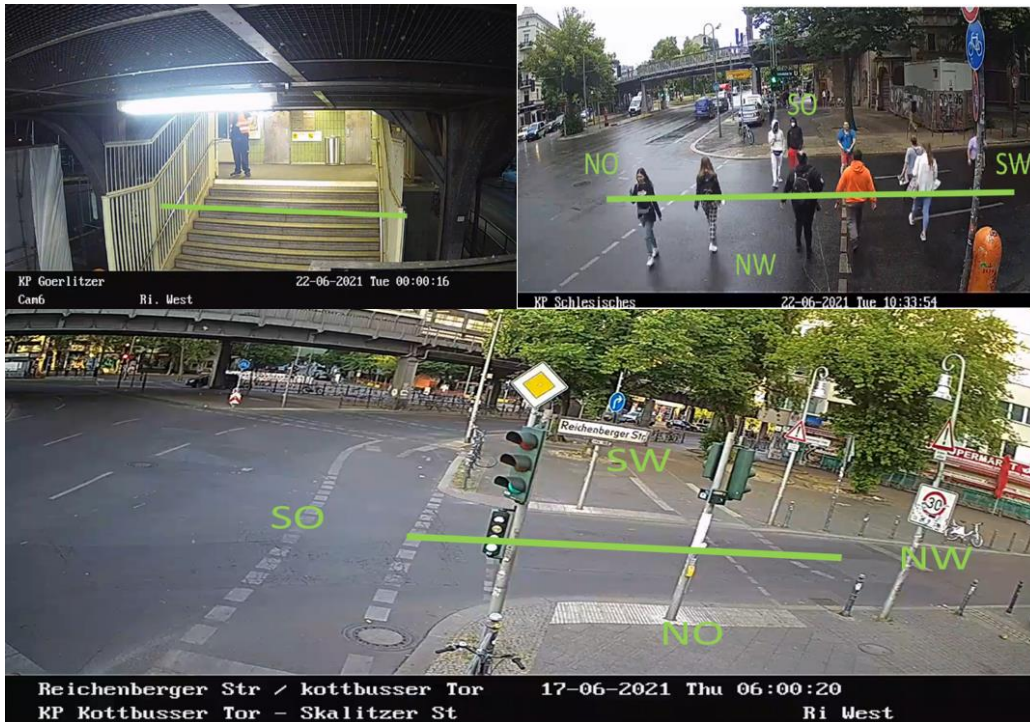 KP Goerlitzer 22-06-2021 Tue 00:00:16
Cam6 Ri. West
SO
NO
SW
NW
KP Schlesisches 22-06-2021 Tue 10:33:54
Reichenberger Str
SW
SO
30
NW
NO
Reichenberger Str / kottbusser Tor 17-06-2021 Thu 06:00:20
KP Kottbusser Tor - Skalitzer St Ri West